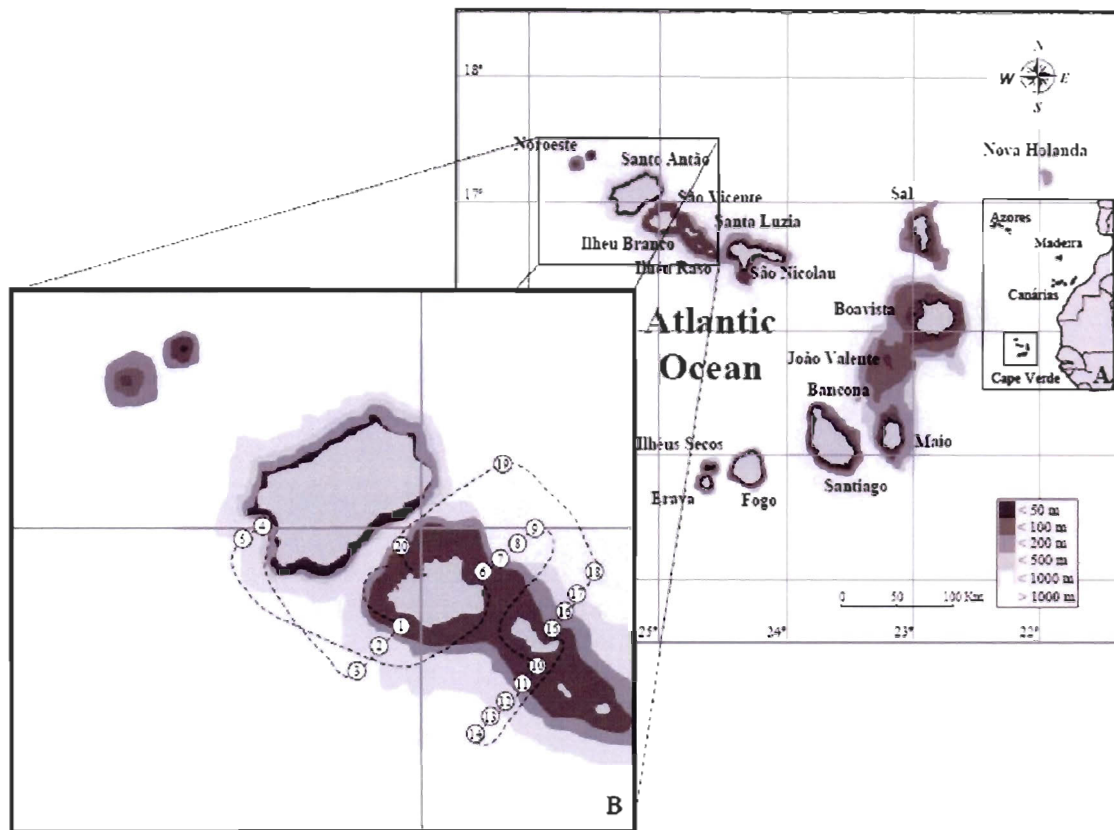 N
W E
S
18°
Noroeste
Santo Antão
Nova Holanda
17°
São Vicente
Sal
Santa Luzia
Azores
Ilheu Branco
Madeira
Ilheu Raso
São Nicolau
Canárias
Boavista
Atlantic
Ocean
João Valente
Cape Verde
A
Bancona
Ilhéus Secos
Maio
Brava
Fogo
Santiago
< 50 m
< 100 m
< 200 m
< 500 m
< 1000 m
> 1000 m
0 50 100 Km
25° 24° 23° 22°
19
9
8
4
5
20
7
6
18
17
16
15
1
2
3
10
11
12
13
14
B